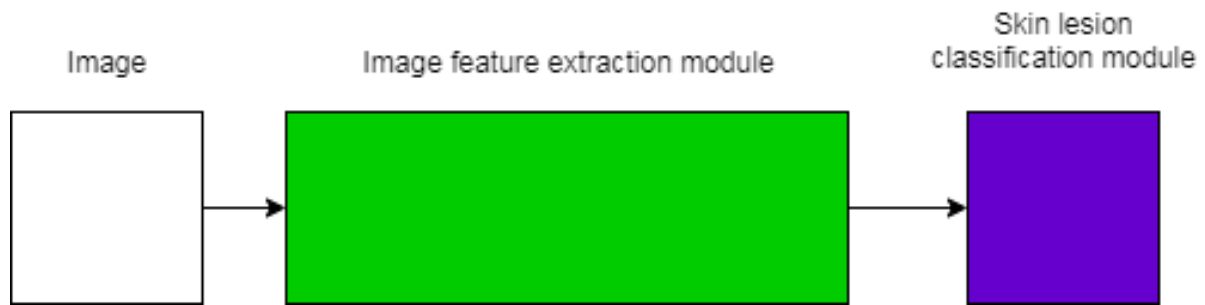 Image
Image feature extraction module
Skin lesion
classification module